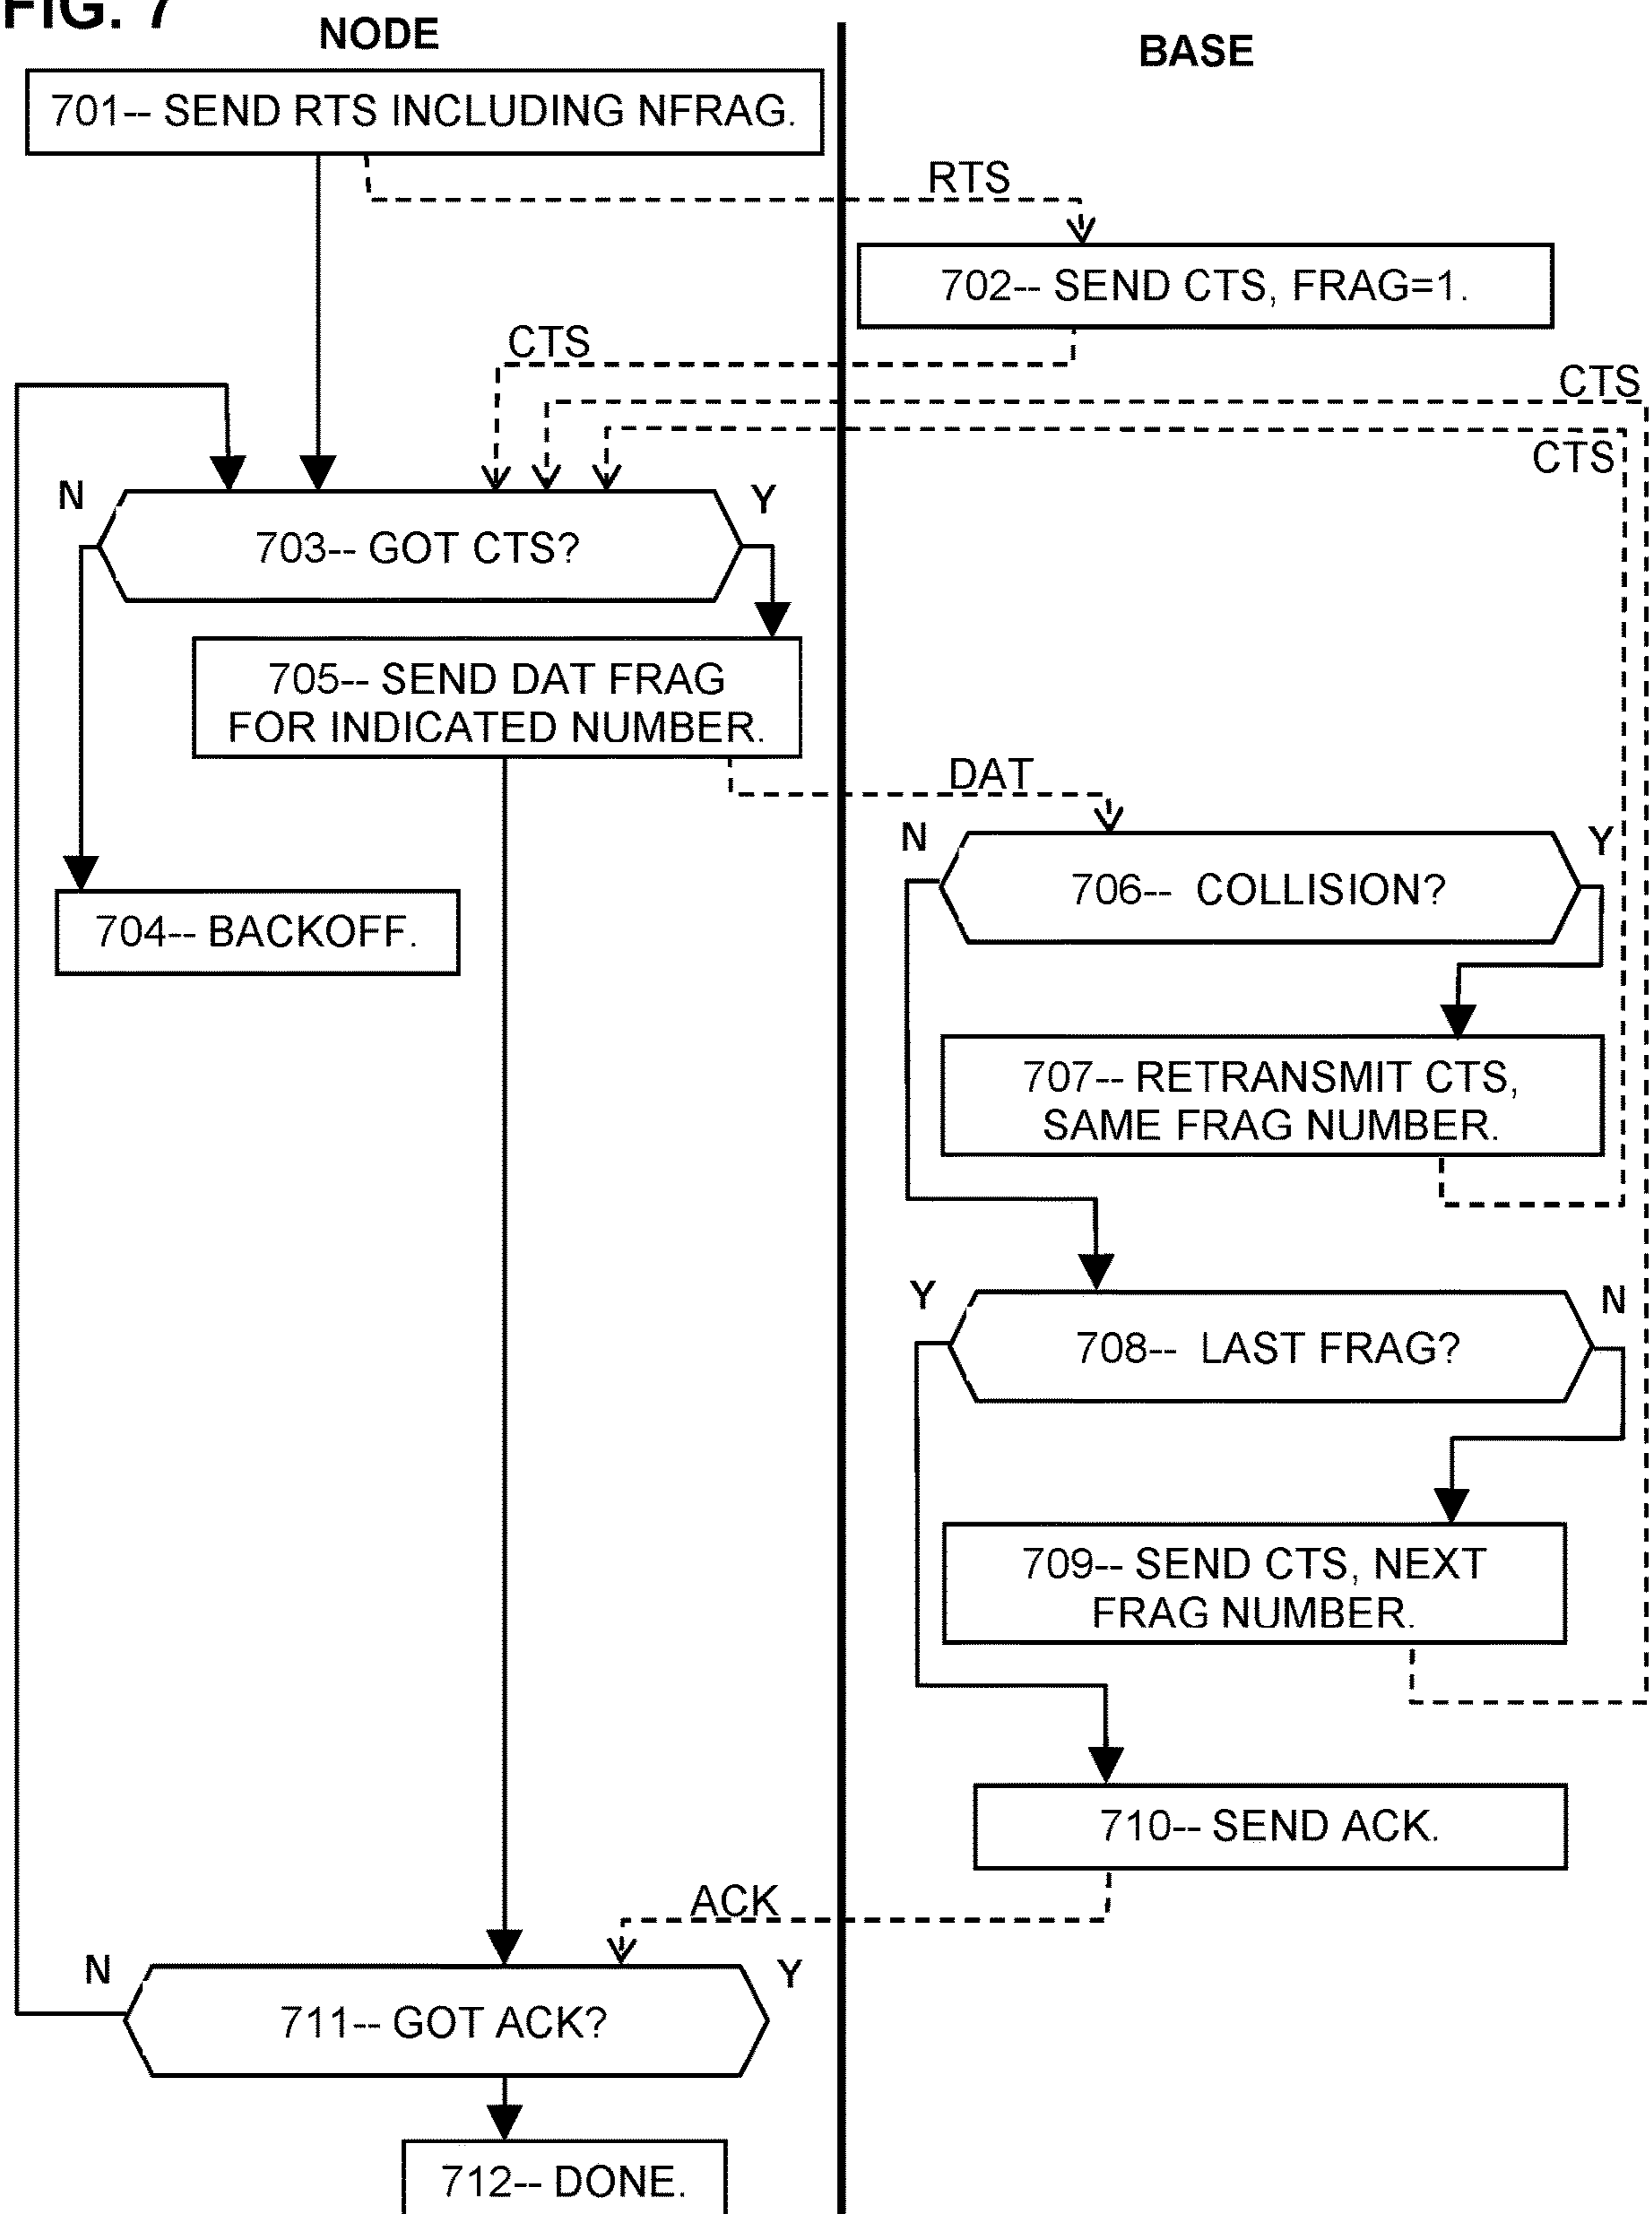 FIG. 7
NODE
BASE
701-- SEND RTS INCLUDING NFRAG.
RTS
702-- SEND CTS, FRAG=1.
CTS
CTS
CTS
N
Y
703-- GOT CTS?
705-- SEND DAT FRAG
FOR INDICATED NUMBER.
DAT
N
Y
706-- COLLISION?
704-- BACKOFF.
707-- RETRANSMIT CTS,
SAME FRAG NUMBER.
Y
N
708-- LAST FRAG?
709-- SEND CTS, NEXT
FRAG NUMBER.
710-- SEND ACK.
ACK
N
Y
711-- GOT ACK?
712-- DONE.